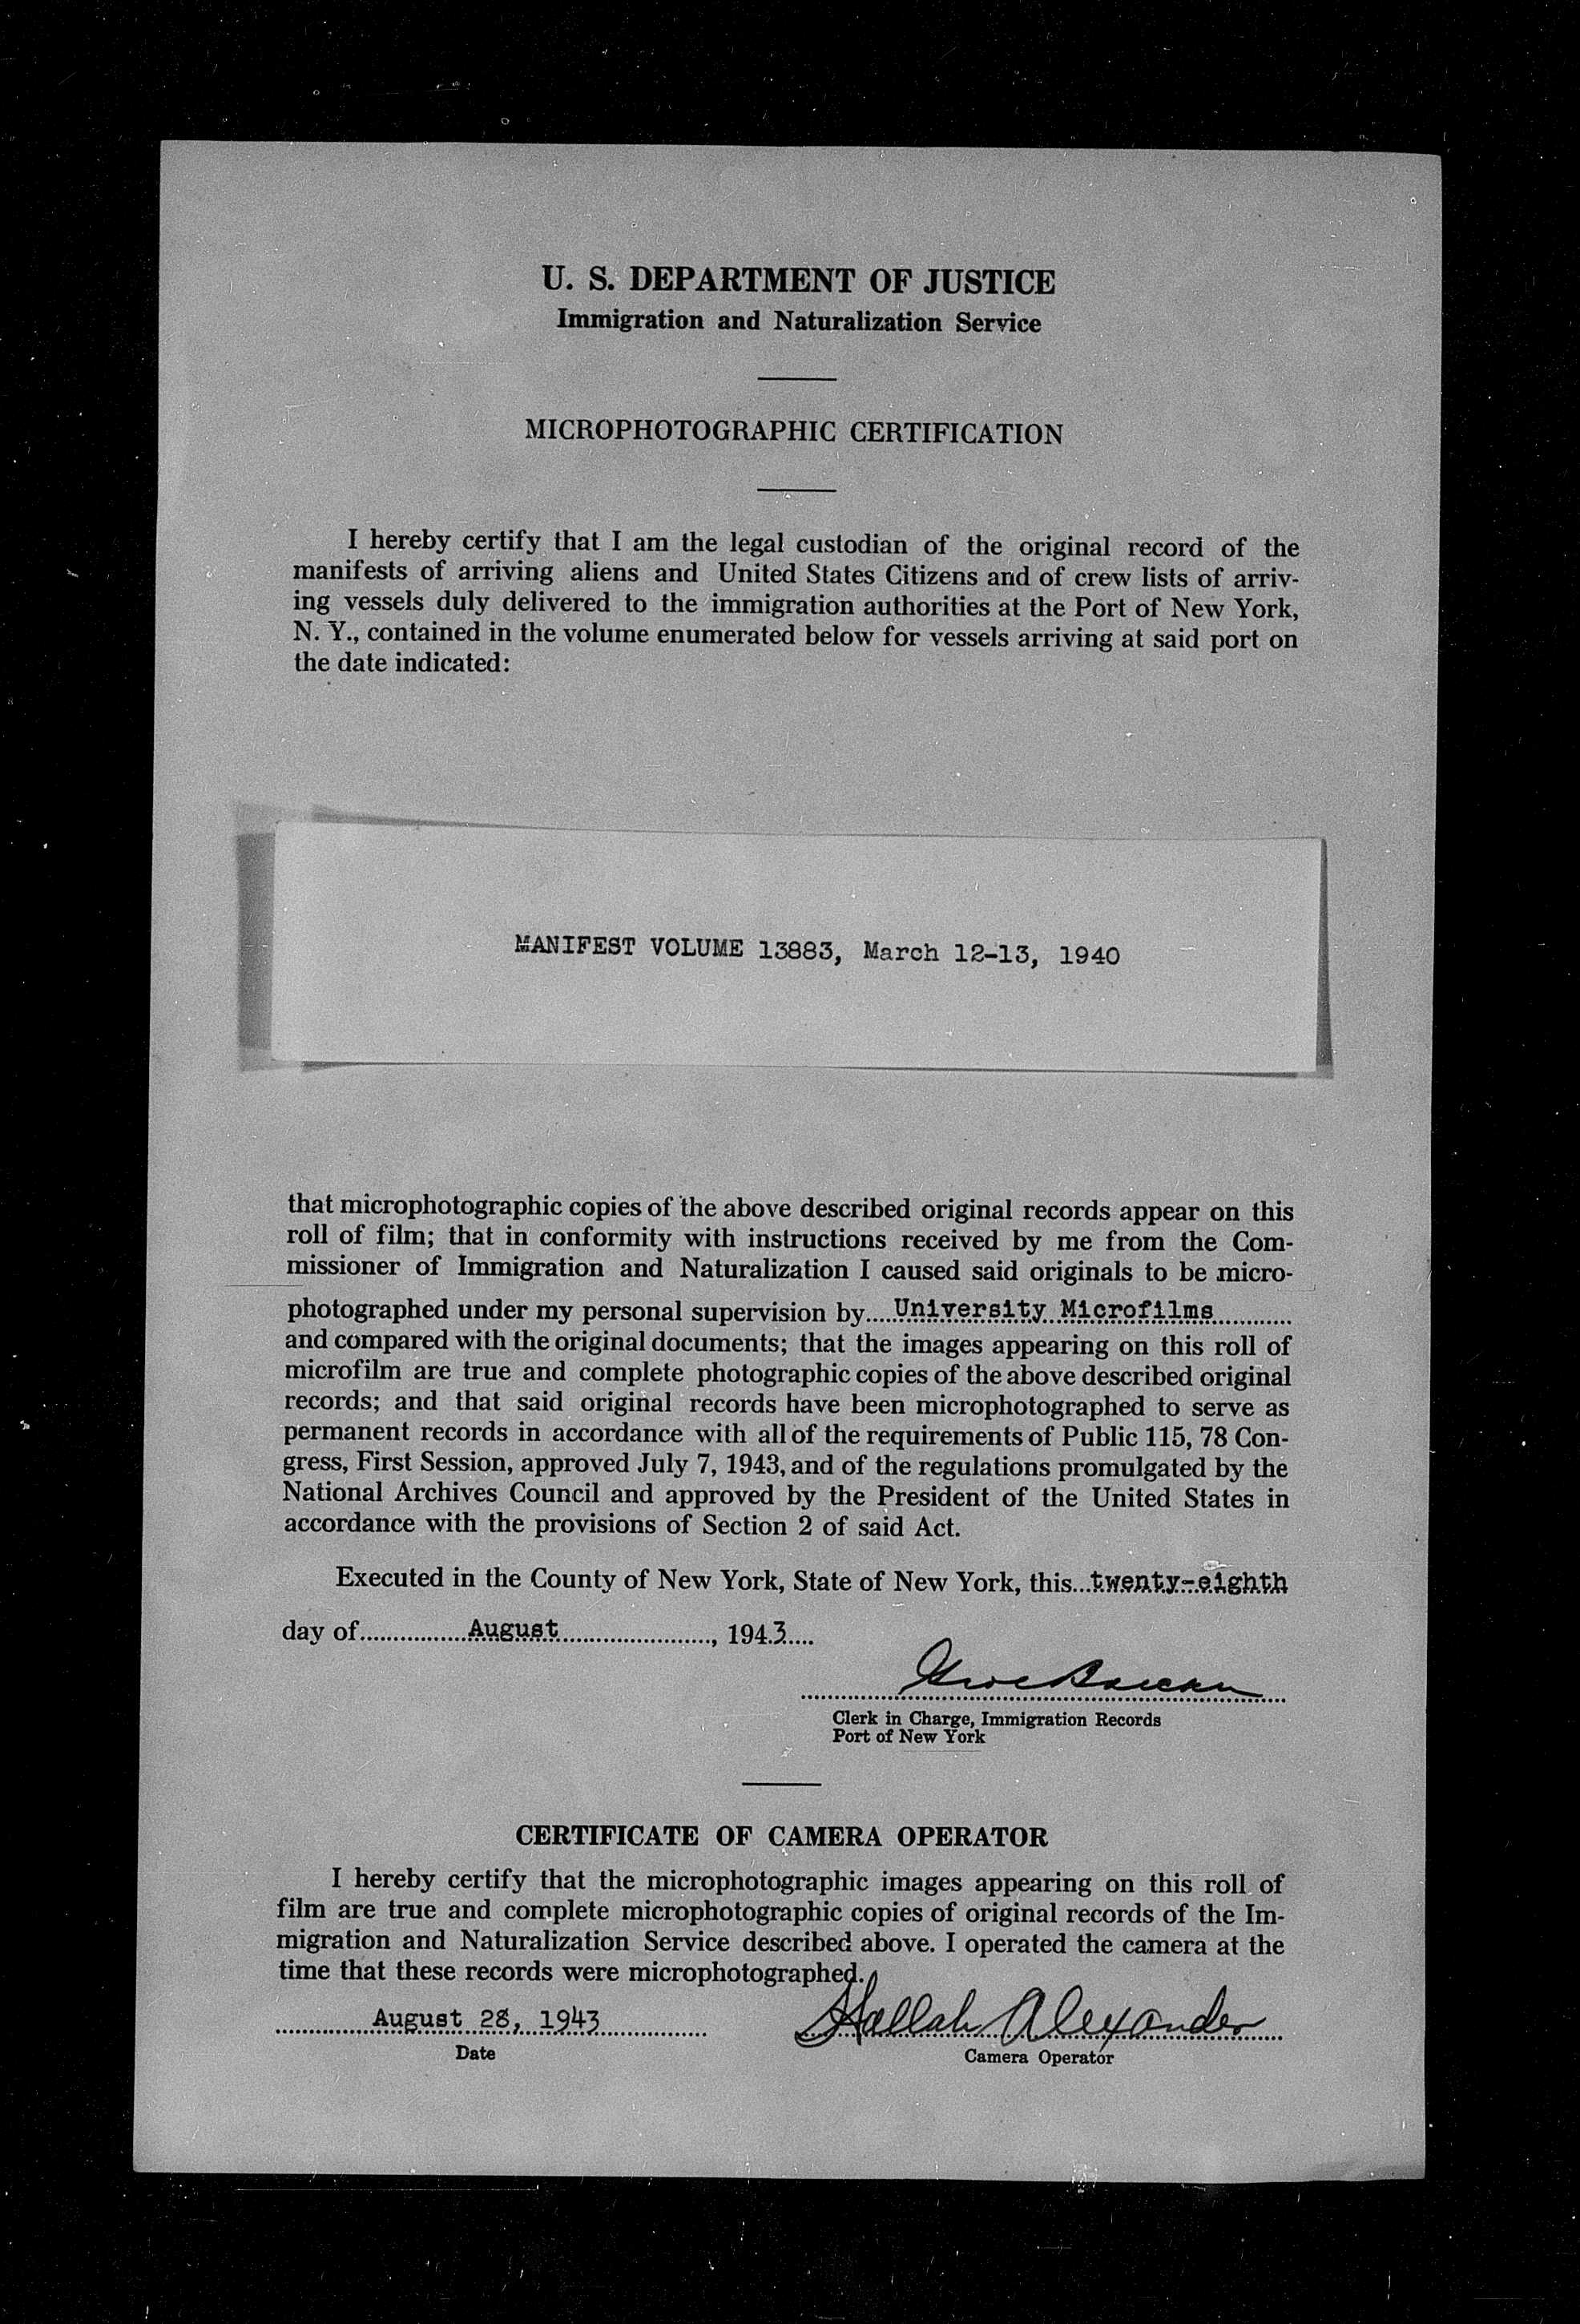 U. S. DEPARTMENT OF JUSTICE
Immigration and Naturalization Service
MICROPHOTOGRAPHIC CERTIFICATION
I hereby certify that I am the legal custodian of the original record of the
manifests of arriving aliens and United States Citizens and of crew lists of arriv-
ing vessels duly delivered to the immigration authorities at the Port of New York,
N. Y., contained in the volume enumerated below for vessels arriving at said port on
the date indicated:
MANIFEST VOLUME 13883, March 12-13, 1940
that microphotographic copies of the above described original records appear on this
roll of film; that in conformity with instructions received by me from the Com-
missioner of Immigration and Naturalization I caused said originals to be micro-
photographed under my personal supervision by.....University Microfilms............
and compared with the original documents; that the images appearing on this roll of
microfilm are true and complete photographic copies of the above described original
records; and that said original records have been microphotographed to serve as
permanent records in accordance with all of the requirements of Public 115, 78 Con-
gress, First Session, approved July 7, 1943, and of the regulations promulgated by the
National Archives Council and approved by the President of the United States in
accordance with the provisions of Section 2 of said Act.
Executed in the County of New York, State of New York, this...twenty-eighth
day of................August......................., 1943....
Clerk in Charge, Immigration Records
Port of New York
CERTIFICATE OF CAMERA OPERATOR
I hereby certify that the microphotographic images appearing on this roll of
film are true and complete microphotographic copies of original records of the Im-
migration and Naturalization Service described above. I operated the camera at the
time that these records were microphotographed.
August 28, 1943 Hallah Alexander
Date Camera Operator